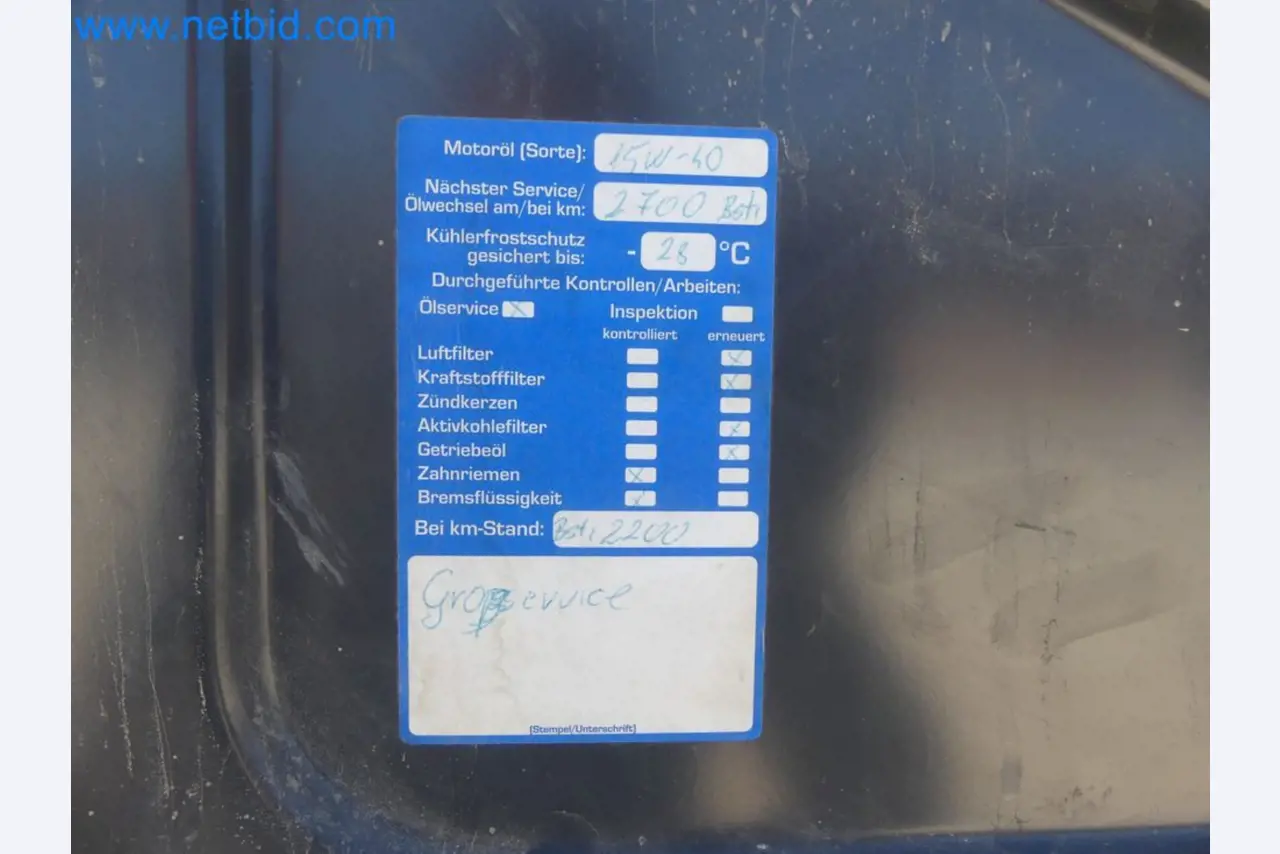 www.netbid.com
Motoröl (Sorte): 15W-40
Nächster Service/
Ölwechsel am/bei km: 2700 Bsti
Kühlerfrostschutz
gesichert bis: - 28 °C
Durchgeführte Kontrollen/Arbeiten:
Ölservice x Inspektion
kontrolliert erneuert
Luftfilter x
Kraftstofffilter x
Zündkerzen
Aktivkohlefilter x
Getriebeöl x
Zahnriemen x
Bremsflüssigkeit x
Bei km-Stand: Bsti 2200
Großservice
(Stempel/Unterschrift)